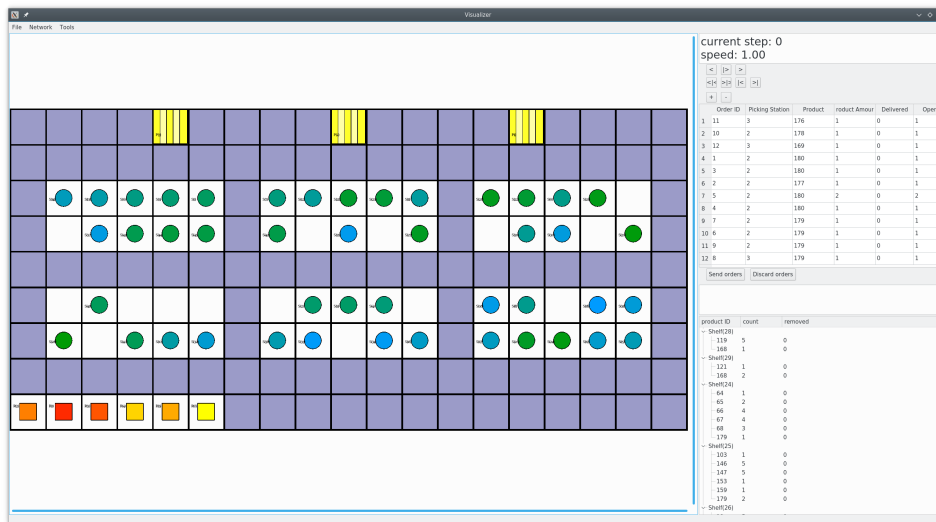 Visualizer
File Network Tools
current step: 0
speed: 1.00
< |> >
<|< >|> |< >|
+ -
Order ID Picking Station Product roduct Amour Delivered Oper
1 11 3 176 1 0 1
2 10 2 178 1 0 1
3 12 3 169 1 0 1
4 1 2 180 1 0 1
5 3 2 180 1 0 1
6 2 2 177 1 0 1
7 5 2 180 2 0 2
8 4 2 180 1 0 1
9 7 2 179 1 0 1
10 6 2 179 1 0 1
11 9 2 179 1 0 1
12 8 3 179 1 0 1
Send orders Discard orders
product ID count removed
Shelf(28)
119 5 0
168 1 0
Shelf(29)
121 1 0
168 2 0
Shelf(24)
64 1 0
65 2 0
66 4 0
67 4 0
68 3 0
179 1 0
Shelf(25)
103 1 0
146 5 0
147 5 0
153 1 0
159 1 0
179 2 0
Shelf(26)